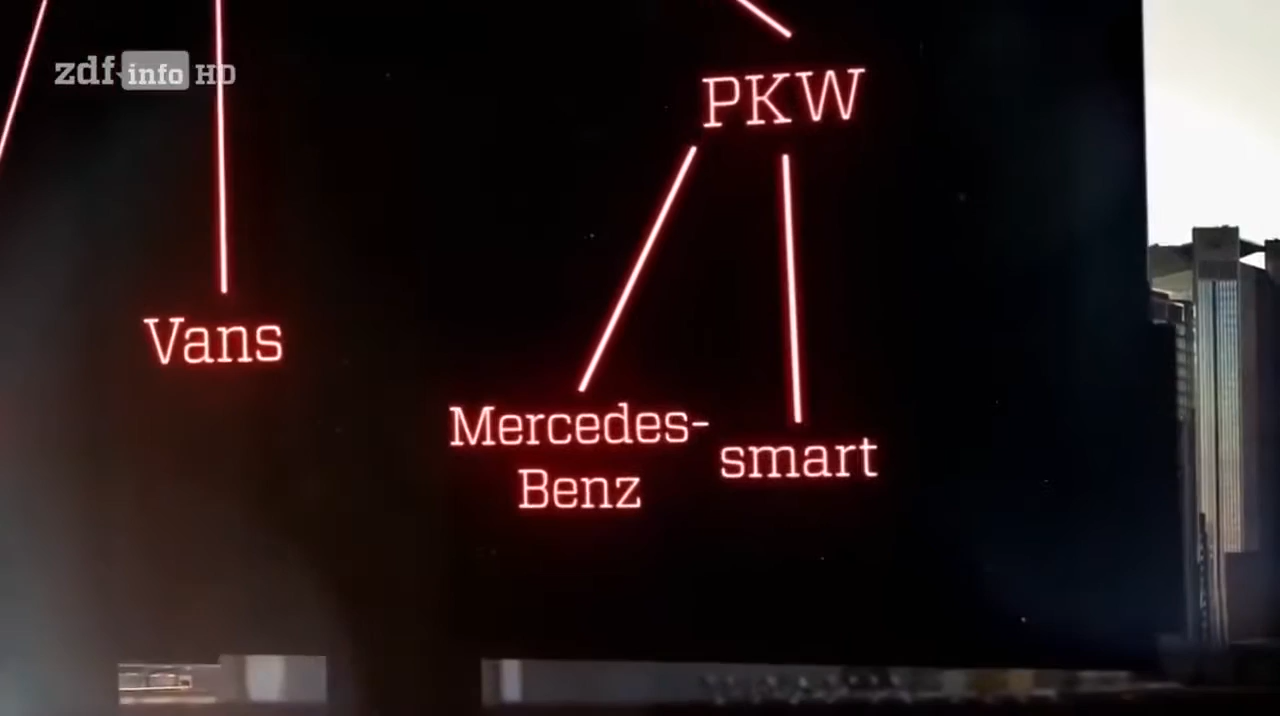 zdf info HD
PKW
Vans
Mercedes-
Benz
smart